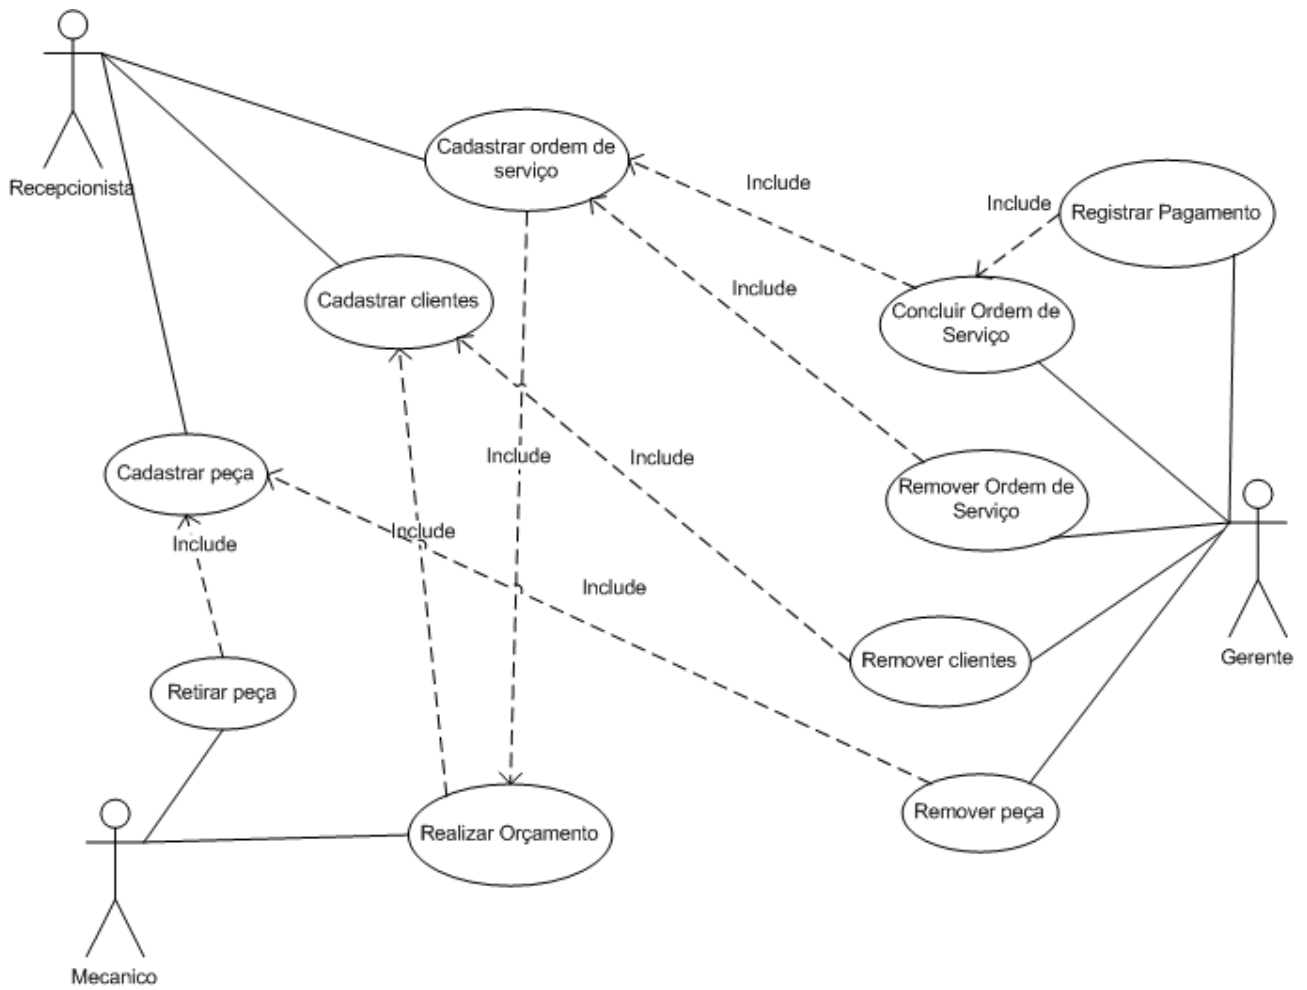 Recepcionista
Cadastrar ordem de
serviço
Include
Include
Registrar Pagamento
Cadastrar clientes
Include
Concluir Ordem de
Serviço
Cadastrar peça
Include
Include
Remover Ordem de
Serviço
Include
Include
Include
Gerente
Retirar peça
Remover clientes
Realizar Orçamento
Remover peça
Mecanico